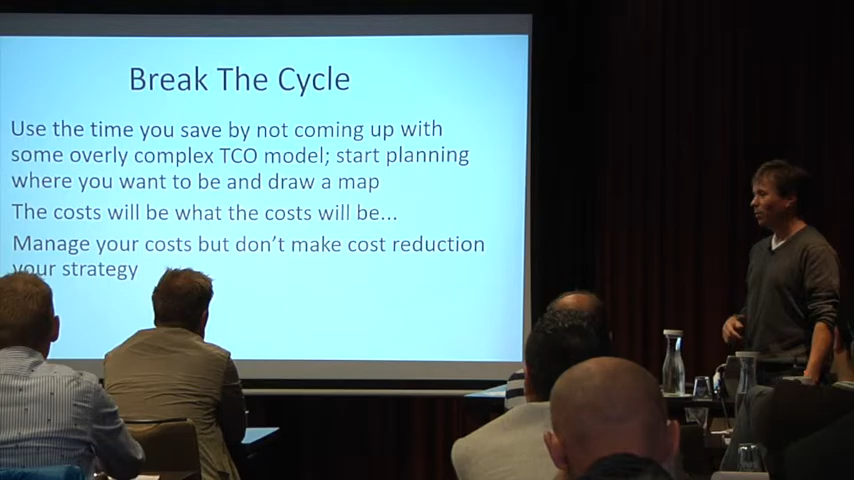 Break The Cycle
Use the time you save by not coming up with
some overly complex TCO model; start planning
where you want to be and draw a map
The costs will be what the costs will be...
Manage your costs but don't make cost reduction
your strategy